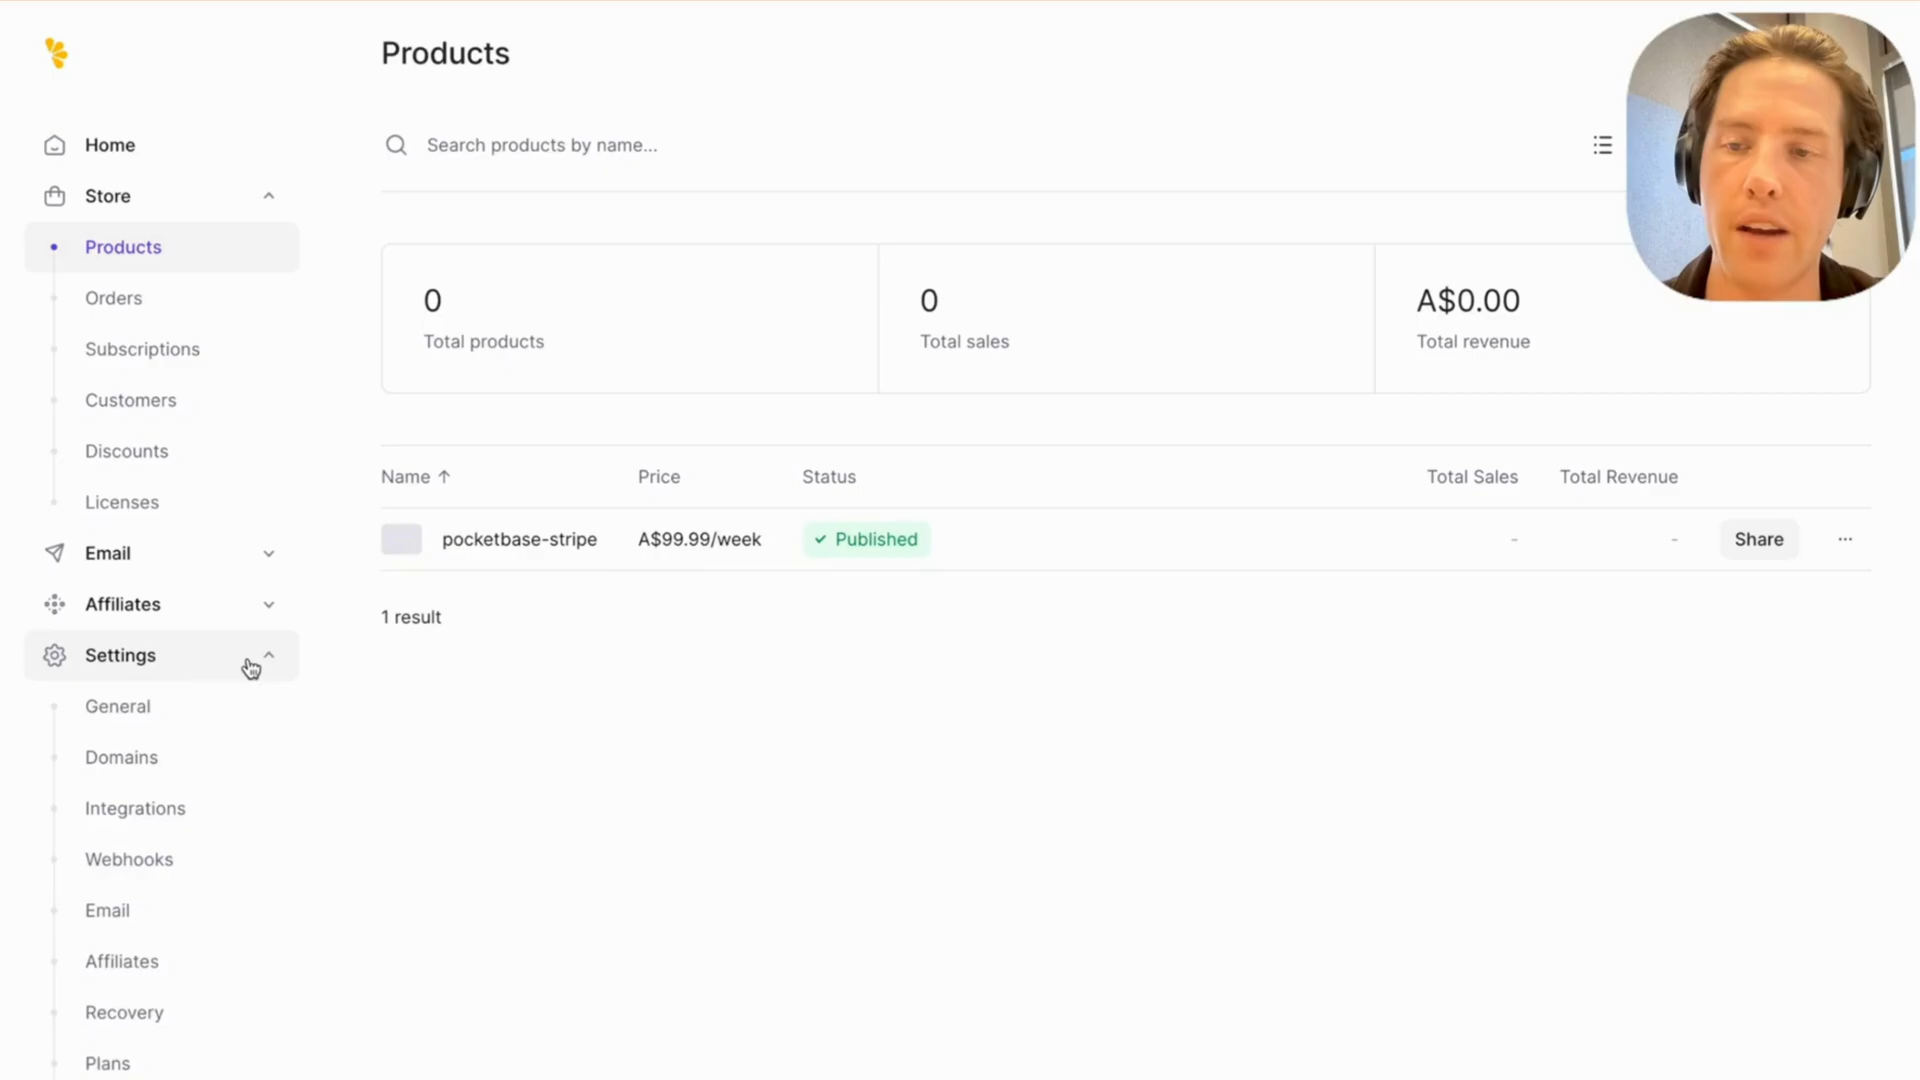 Products
Home
Search products by name...
Store
Products
Orders
Subscriptions
Customers
Discounts
Licenses
Email
Affiliates
Settings
General
Domains
Integrations
Webhooks
Email
Affiliates
Recovery
Plans
0
Total products
0
Total sales
A$0.00
Total revenue
Name ↑ Price Status Total Sales Total Revenue
pocketbase-stripe A$99.99/week ✓ Published - - Share ...
1 result